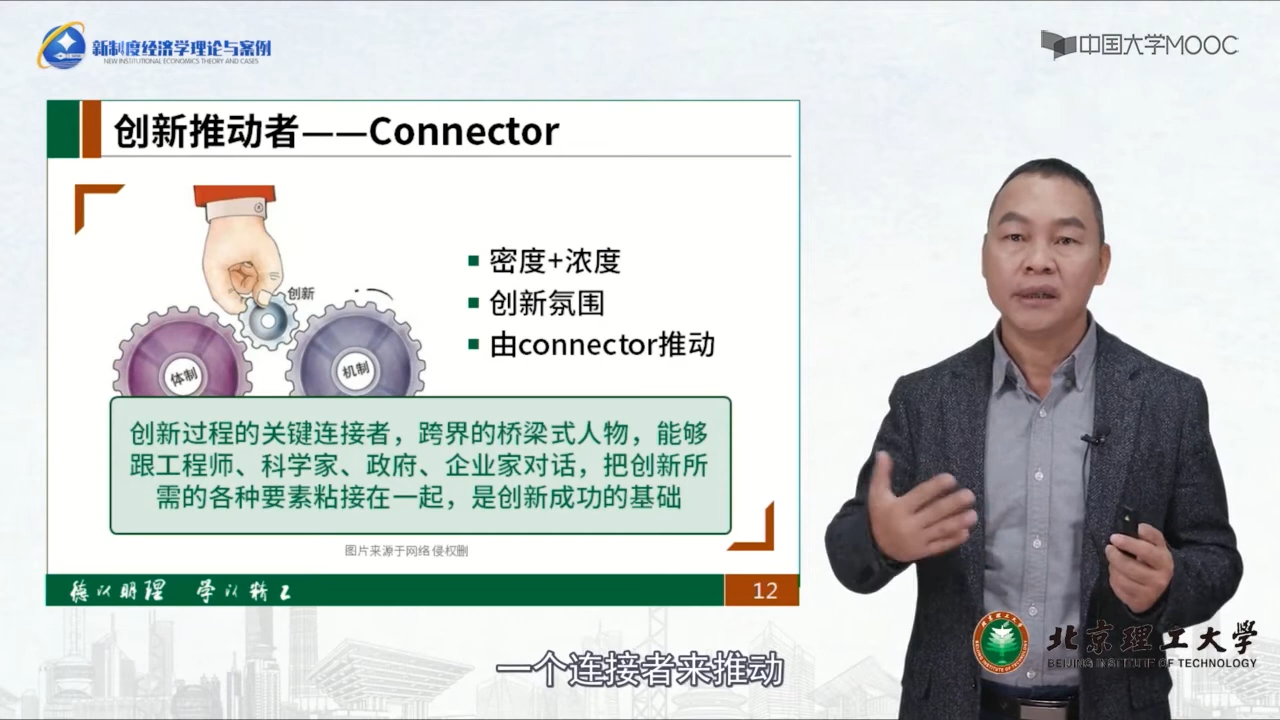 新制度经济学理论与案例
NEW INSTITUTIONAL ECONOMICS THEORY AND CASES
中国大学MOOC
创新推动者——Connector
创新
体制
机制
密度+浓度
创新氛围
由connector推动
创新过程的关键连接者，跨界的桥梁式人物，能够
跟工程师、科学家、政府、企业家对话，把创新所
需的各种要素粘接在一起，是创新成功的基础
图片来源于网络 侵权删
德以明理 学以精工
12
北京理工大学
BEIJING INSTITUTE OF TECHNOLOGY
一个连接者来推动